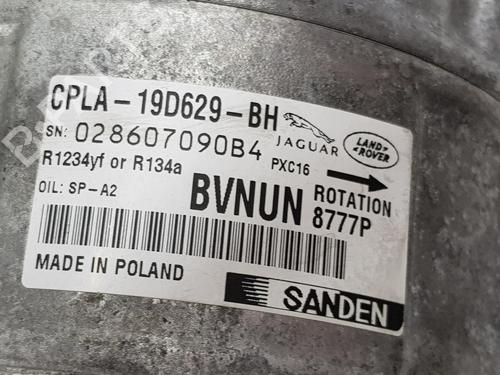 CPLA-19D629-BH
SN: 028607090B4
JAGUAR
LAND ROVER
R1234yf or R134a
PXC16
OIL: SP-A2
BVNUN
ROTATION
8777P
MADE IN POLAND
SANDEN